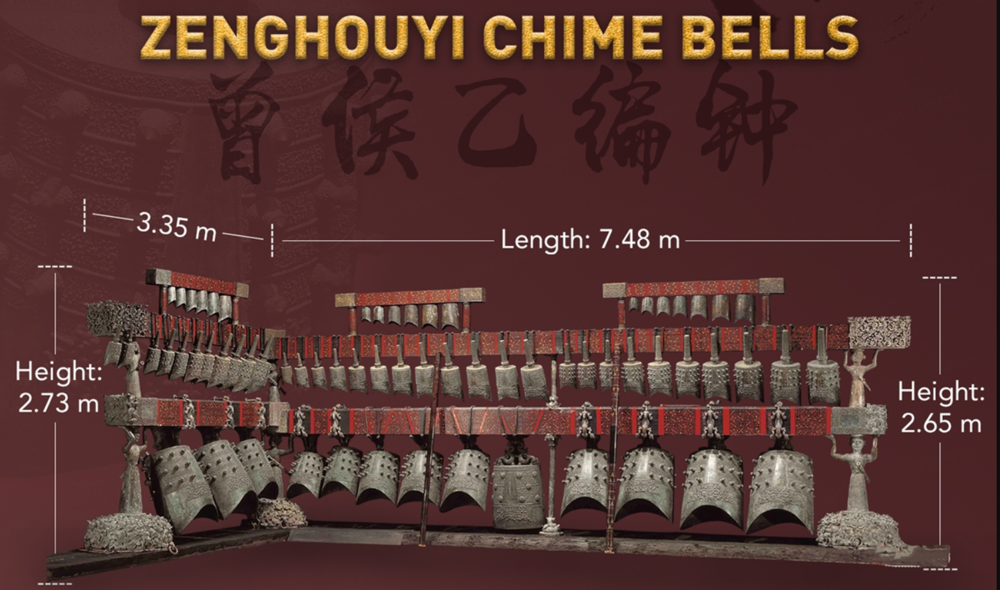 ZENGHOUYI CHIME BELLS
曾侯乙编钟
3.35 m
Length: 7.48 m
Height:
2.73 m
Height:
2.65 m